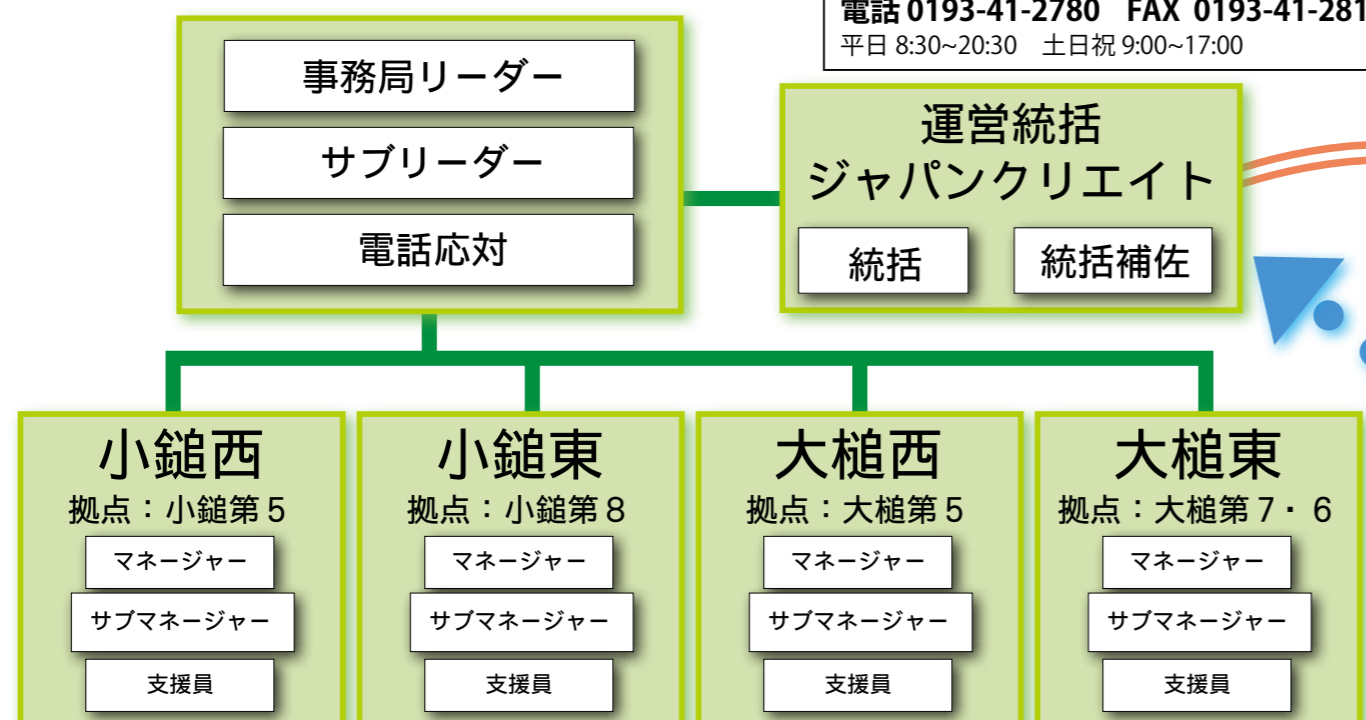 電話 0193-41-2780 FAX 0193-41-281
平日 8:30~20:30 土日祝 9:00~17:00
事務局リーダー
サブリーダー
電話応対
運営統括
ジャパンクリエイト
統括 統括補佐
小鎚西
拠点：小鎚第5
マネージャー
サブマネージャー
支援員
小鎚東
拠点：小鎚第8
マネージャー
サブマネージャー
支援員
大槌西
拠点：大槌第5
マネージャー
サブマネージャー
支援員
大槌東
拠点：大槌第7・6
マネージャー
サブマネージャー
支援員